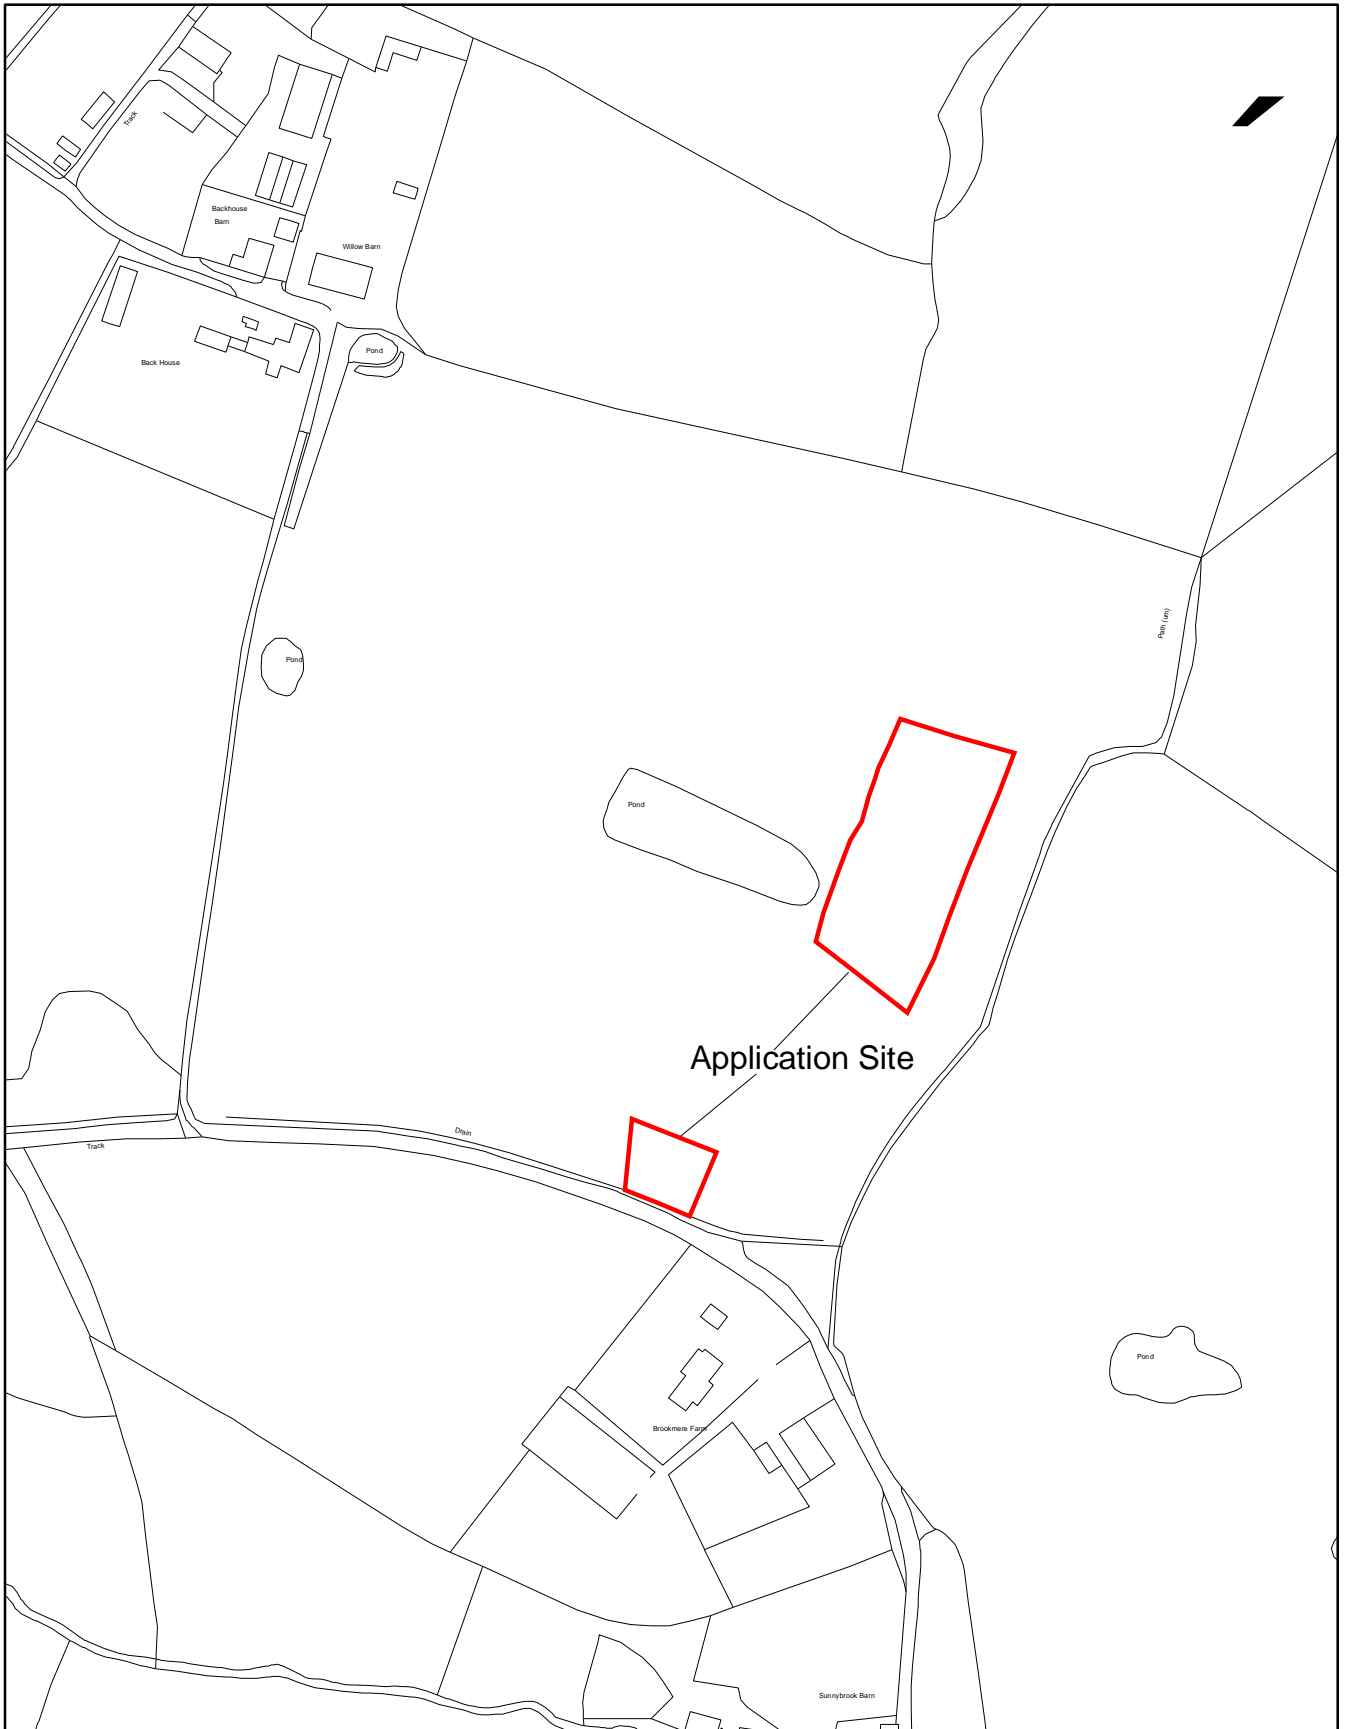 Track
Backhouse
Barn
Willow Barn
Pond
Back House
Path (um)
Pond
Pond
Application Site
Drain
Track
Pond
Brookmere Farm
Sunnybrook Barn